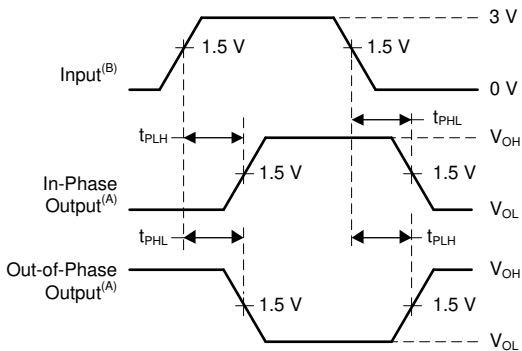 3 V
1.5 V
1.5 V
Input(B)
0 V
tPHL
tPLH
VOH
1.5 V
1.5 V
In-Phase
Output(A)
VOL
tPHL
tPLH
Out-of-Phase
Output(A)
VOH
1.5 V
1.5 V
VOL